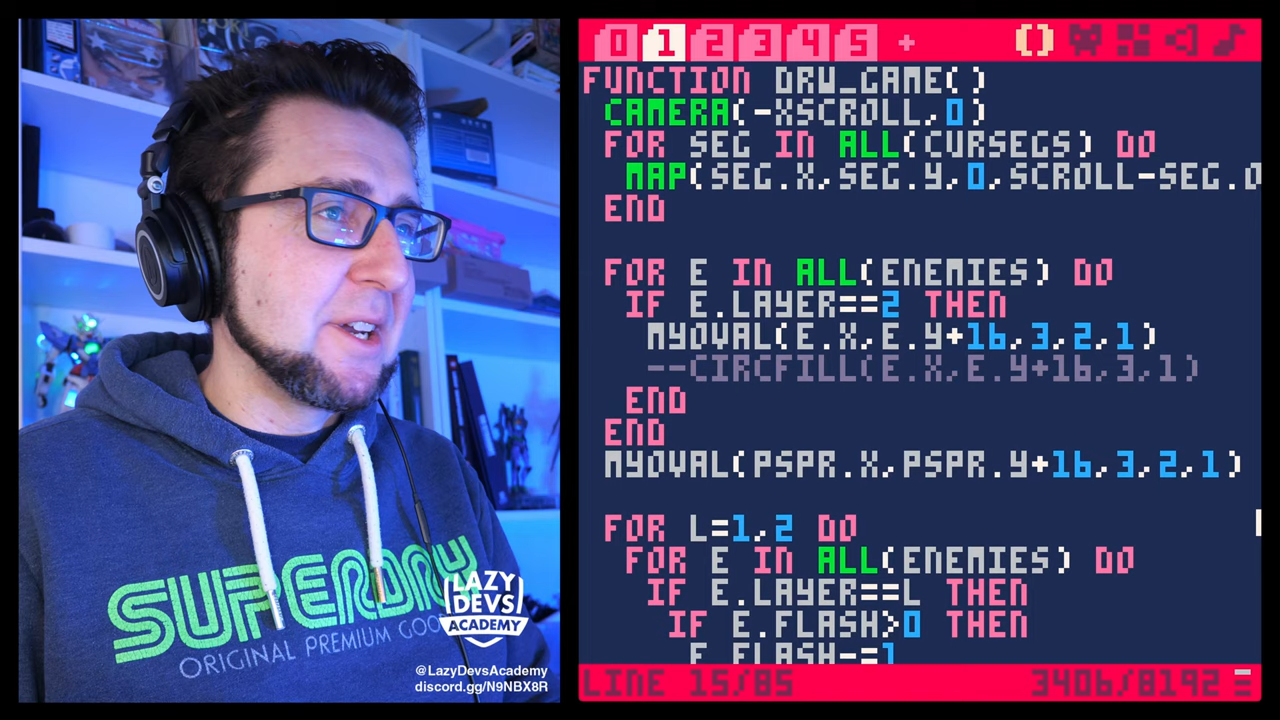 SUPERDRY
ORIGINAL PREMIUM GOO
LAZY
DEVS
ACADEMY
@LazyDevsAcademy
discord.gg/N9NBX8R
0 1 2 3 4 5 + ()
FUNCTION DRW_GAME()
CAMERA(-XSCROLL,0)
FOR SEG IN ALL(CURSEGS) DO
MAP(SEG.X,SEG.Y,0,SCROLL-SEG.O
END
FOR E IN ALL(ENEMIES) DO
IF E.LAYER==2 THEN
MYOVAL(E.X,E.Y+16,3,2,1)
--CIRCFILL(E.X,E.Y+16,3,1)
END
END
MYOVAL(PSPR.X,PSPR.Y+16,3,2,1)
FOR L=1,2 DO
FOR E IN ALL(ENEMIES) DO
IF E.LAYER==L THEN
IF E.FLASH>0 THEN
E.FLASH-=1
LINE 15/85
3406/8192